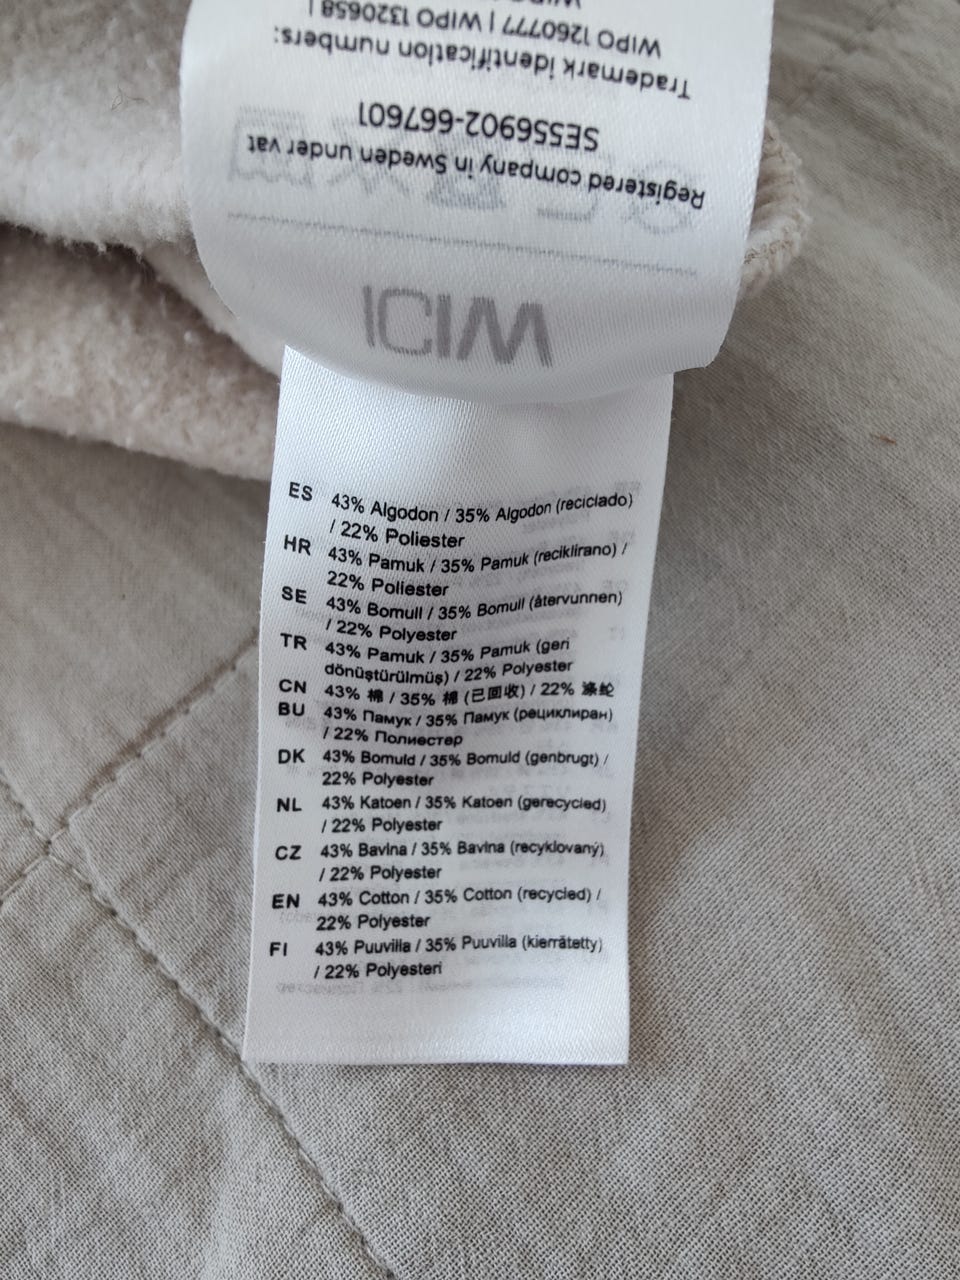 WIPO 1260777 | WIPO 1320658 |
Trademark identification numbers:
SE556902-667601
Registered company in Sweden under vat
ICIW
ES 43% Algodon / 35% Algodon (reciclado)
/ 22% Poliester
HR 43% Pamuk / 35% Pamuk (reciklirano) /
22% Poliester
SE 43% Bomull / 35% Bomull (återvunnen)
/ 22% Polyester
TR 43% Pamuk / 35% Pamuk (geri
dönüştürülmüş) / 22% Polyester
CN 43% 棉 / 35% 棉 (已回收) / 22% 涤纶
BU 43% Памук / 35% Памук (рециклиран)
/ 22% Полиестер
DK 43% Bomuld / 35% Bomuld (genbrugt) /
22% Polyester
NL 43% Katoen / 35% Katoen (gerecycled)
/ 22% Polyester
CZ 43% Bavlna / 35% Bavlna (recyklovaný)
/ 22% Polyester
EN 43% Cotton / 35% Cotton (recycled) /
22% Polyester
FI 43% Puuvilla / 35% Puuvilla (kierrätetty)
/ 22% Polyesteri